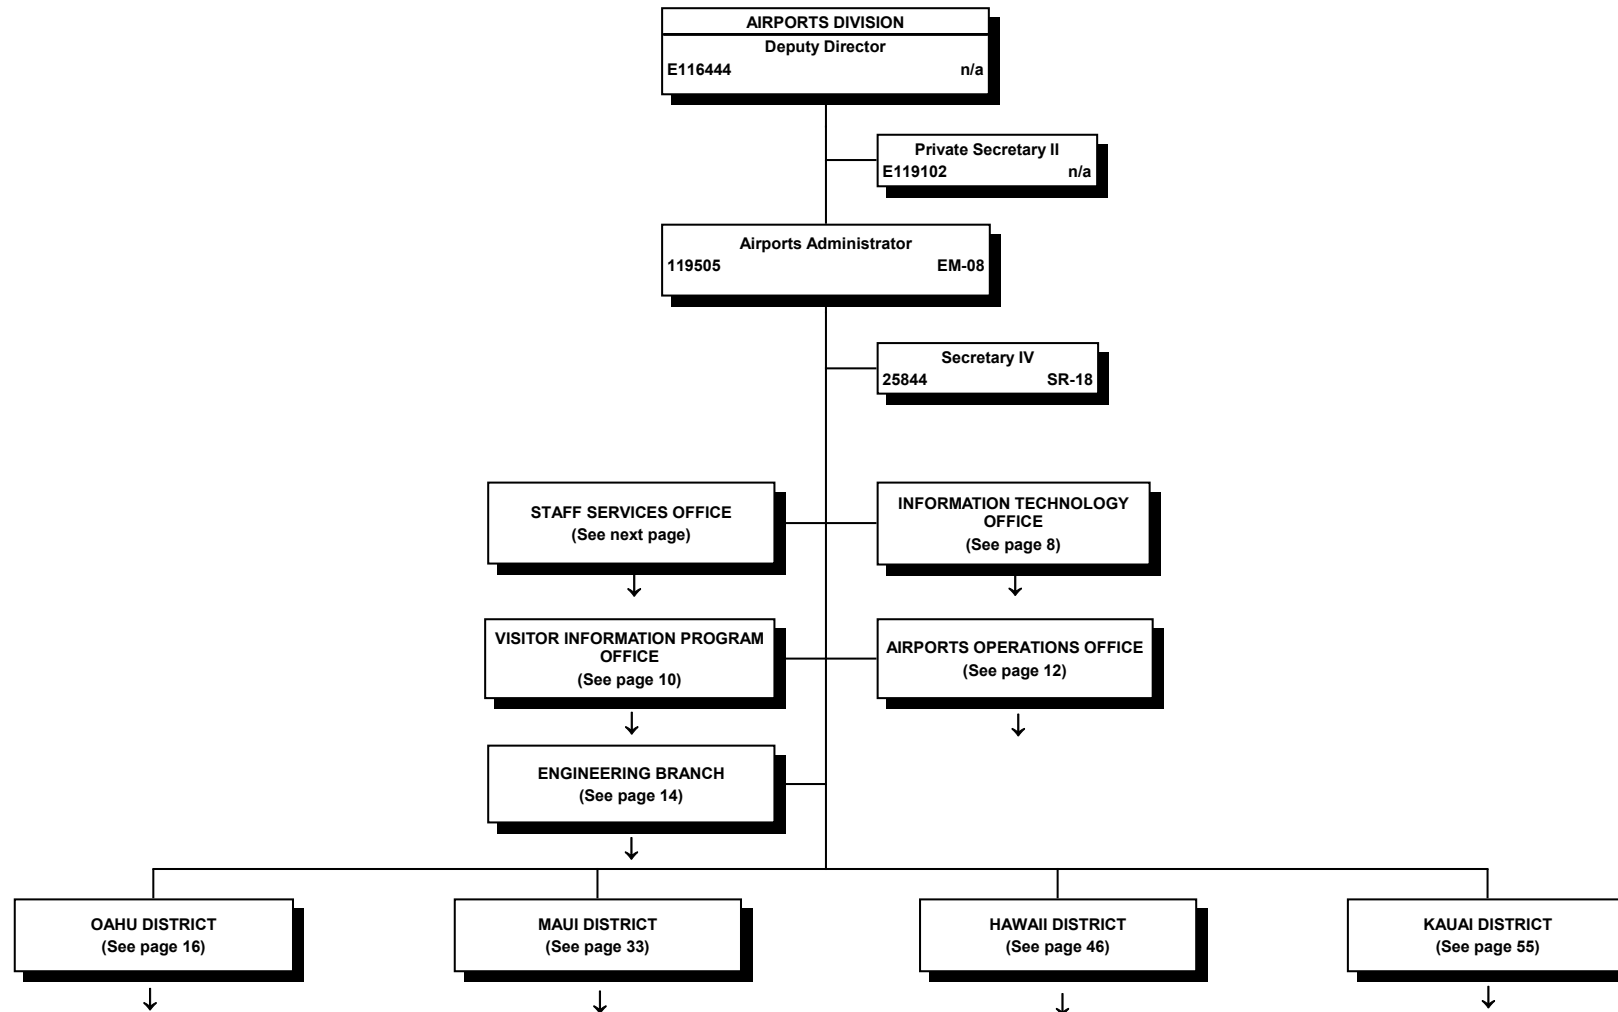 AIRPORTS DIVISION
Deputy Director
E116444 n/a
Private Secretary II
E119102 n/a
Airports Administrator
119505 EM-08
Secretary IV
25844 SR-18
STAFF SERVICES OFFICE
(See next page)
INFORMATION TECHNOLOGY
OFFICE
(See page 8)
VISITOR INFORMATION PROGRAM
OFFICE
(See page 10)
AIRPORTS OPERATIONS OFFICE
(See page 12)
ENGINEERING BRANCH
(See page 14)
OAHU DISTRICT
(See page 16)
MAUI DISTRICT
(See page 33)
HAWAII DISTRICT
(See page 46)
KAUAI DISTRICT
(See page 55)